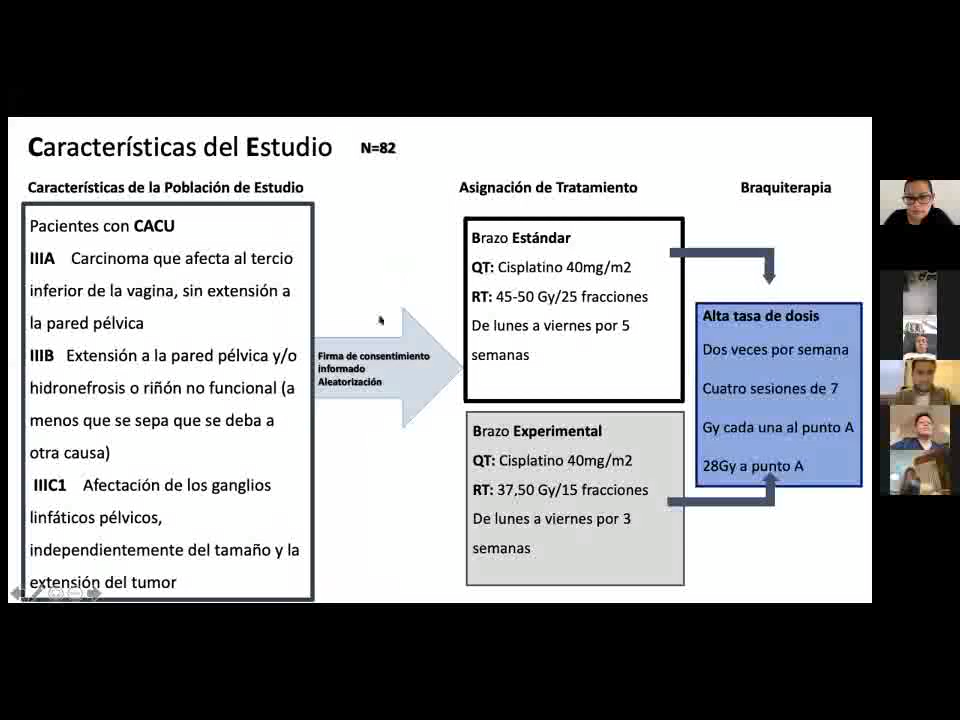 Características del Estudio N=82
Características de la Población de Estudio
Asignación de Tratamiento
Braquiterapia
Pacientes con CACU
IIIA Carcinoma que afecta al tercio
inferior de la vagina, sin extensión a
la pared pélvica
IIIB Extensión a la pared pélvica y/o
hidronefrosis o riñón no funcional (a
menos que se sepa que se deba a
otra causa)
IIIC1 Afectación de los ganglios
linfáticos pélvicos,
independientemente del tamaño y la
extensión del tumor
Firma de consentimiento
informado
Aleatorización
Brazo Estándar
QT: Cisplatino 40mg/m2
RT: 45-50 Gy/25 fracciones
De lunes a viernes por 5
semanas
Brazo Experimental
QT: Cisplatino 40mg/m2
RT: 37,50 Gy/15 fracciones
De lunes a viernes por 3
semanas
Alta tasa de dosis
Dos veces por semana
Cuatro sesiones de 7
Gy cada una al punto A
28Gy a punto A